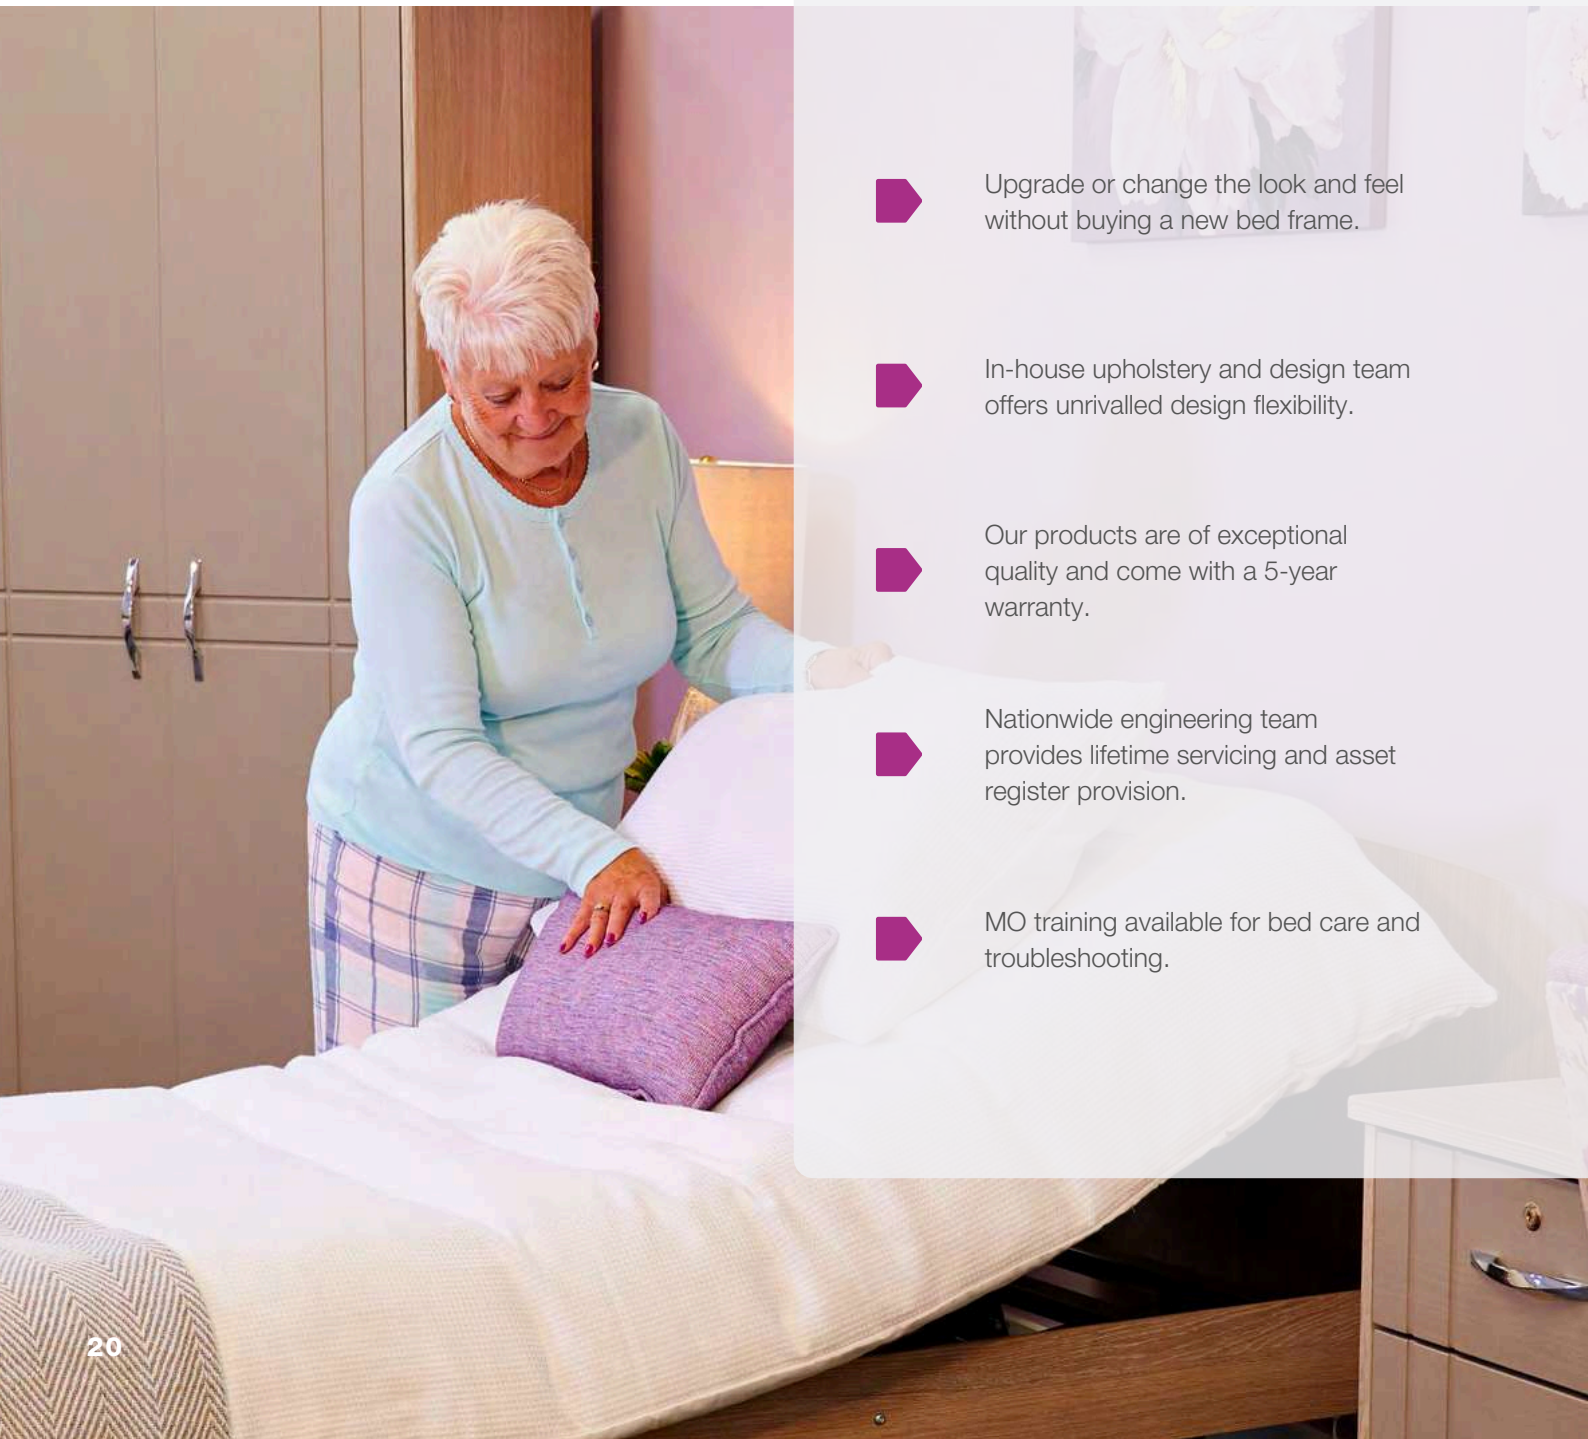 Upgrade or change the look and feel
without buying a new bed frame.
In-house upholstery and design team
offers unrivalled design flexibility.
Our products are of exceptional
quality and come with a 5-year
warranty.
Nationwide engineering team
provides lifetime servicing and asset
register provision.
MO training available for bed care and
troubleshooting.
20